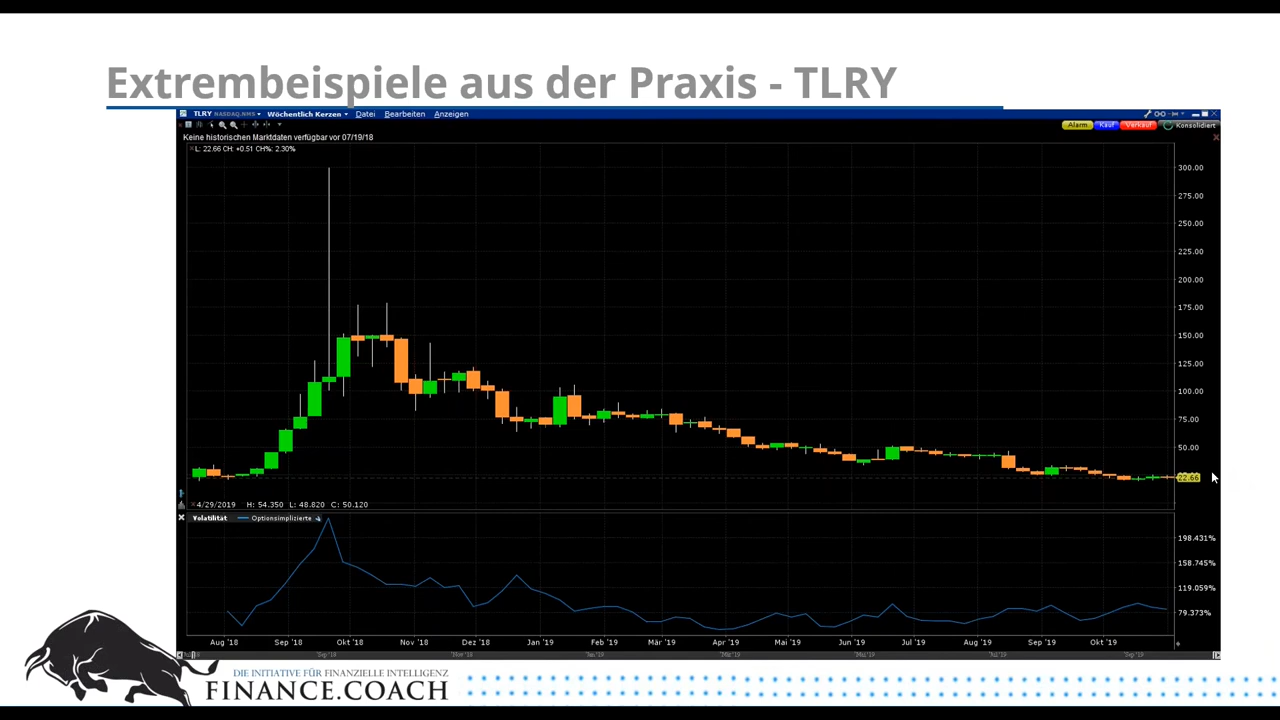 Extrembeispiele aus der Praxis - TLRY
TLRY NASDAQ.NMS Wöchentlich Kerzen Datei Bearbeiten Anzeigen
Alarm Kauf Verkauf Konsolidiert
Keine historischen Marktdaten verfügbar vor 07/19/18
L: 22.66 CH: +0.51 CH%: 2.30%
300.00
275.00
250.00
225.00
200.00
175.00
150.00
125.00
100.00
75.00
50.00
22.66
4/29/2019 H: 54.350 L: 48.820 C: 50.120
Volatilität Optionsimplizierte
198.431%
158.745%
119.059%
79.373%
Aug '18 Sep '18 Okt '18 Nov '18 Dez '18 Jan '19 Feb '19 Mär '19 Apr '19 Mai '19 Jun '19 Jul '19 Aug '19 Sep '19 Okt '19
DIE INITIATIVE FÜR FINANZIELLE INTELLIGENZ
FINANCE.COACH